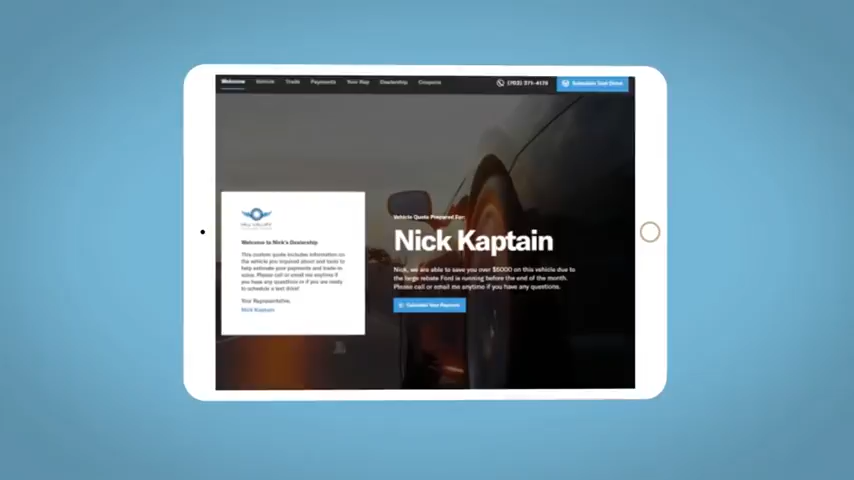 Welcome Vehicle Trade Payments Your Rep Dealership Coupons (702) 371-4176 Schedule Test Drive
Welcome to Nick's Dealership
This custom quote includes information on
the vehicle you inquired about and tools to
help estimate your payments and trade-in
value. Please call or email me anytime if
you have any questions or if you are ready
to schedule a test drive!
Your Representative,
Nick Kaptain
Vehicle Quote Prepared For:
Nick Kaptain
Nick, we are able to save you over $6000 on this vehicle due to
the large rebate Ford is running before the end of the month.
Please call or email me anytime if you have any questions.
Calculate Your Payment